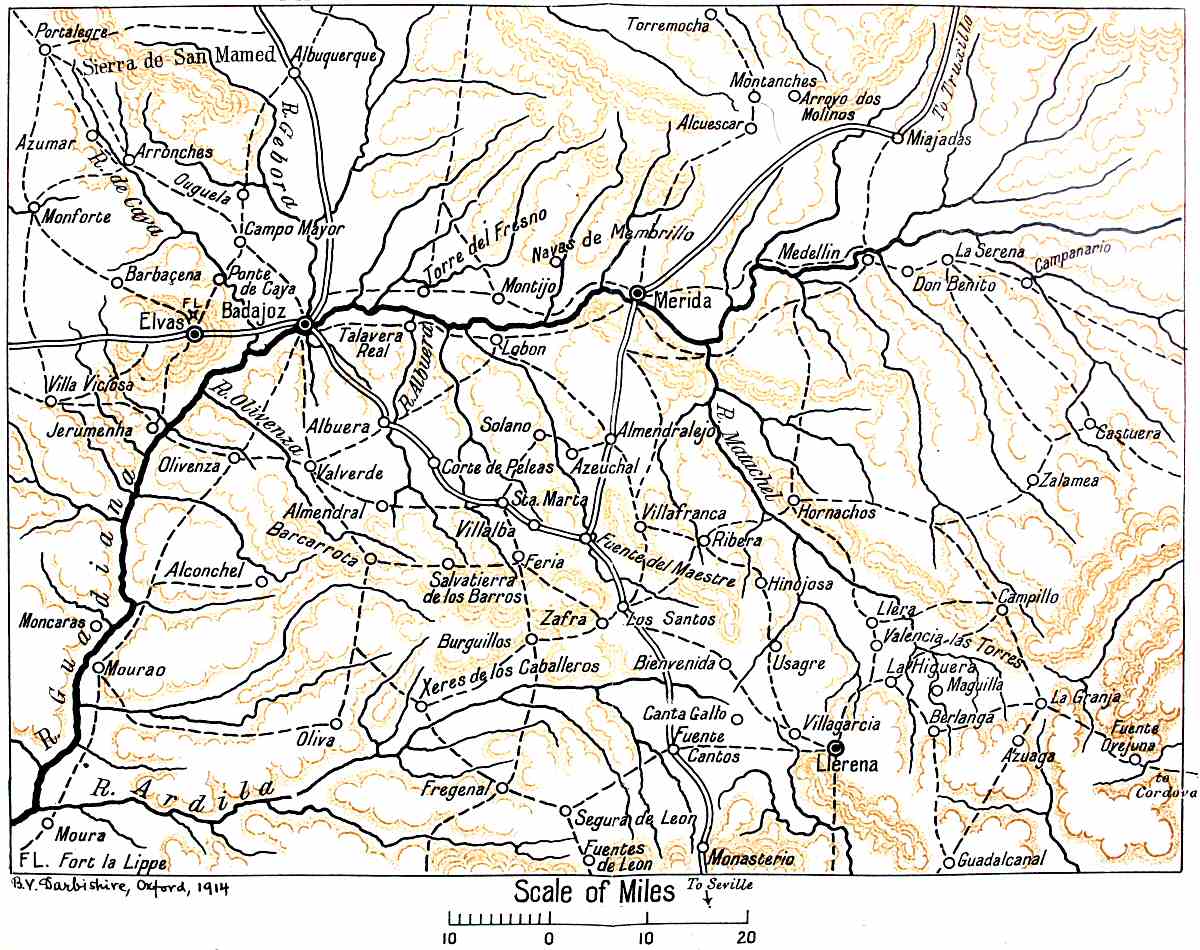 Torremocha
Portalegre
Sierra de San Mamed
Albuquerque
To Truxillo
Montanches
Arroyo dos
Molinos
Alcuescar
Miajadas
R. Gebora
Azumar
Arronches
R. de Caya
Ouguela
Monforte
Campo Mayor
Torre del Fresno
Navas de Membrillo
Medellin
La Serena
Campanario
Don Benito
Barbaçena
Ponte
de Caya
FL.
Elvas
Badajoz
Montijo
Merida
Talavera
Real
R. Albuera
Lobon
Villa Viciosa
R. Olivenza
Jerumenha
Albuera
Solano
Almendralejo
R. Matachel
Castuera
Olivenza
Valverde
Corte de Peleas
Azeuchal
Zalamea
Almendral
Sta. Marta
Villalba
Villafranca
Hornachos
Barcarrota
Ribera
Fuente del Maestre
Alconchel
Salvatierra
de los Barros
Feria
Hinojosa
R. Guadiana
Moncaras
Zafra
Los Santos
Llera
Campillo
Burguillos
Valencia las Torres
Mourao
Xeres de los Caballeros
Bienvenida
Usagre
La Higuera
Maguilla
La Granja
Oliva
Canta Gallo
Villagarcia
Berlanga
Fuente
Ovejuna
Fuente
Cantos
Llerena
Azuaga
to
Cordova
R. Ardila
Fregenal
Segura de Leon
Moura
Fuentes
de Leon
Monasterio
Guadalcanal
FL. Fort la Lippe
B.V. Darbishire, Oxford, 1914
Scale of Miles
To Seville
10 0 10 20